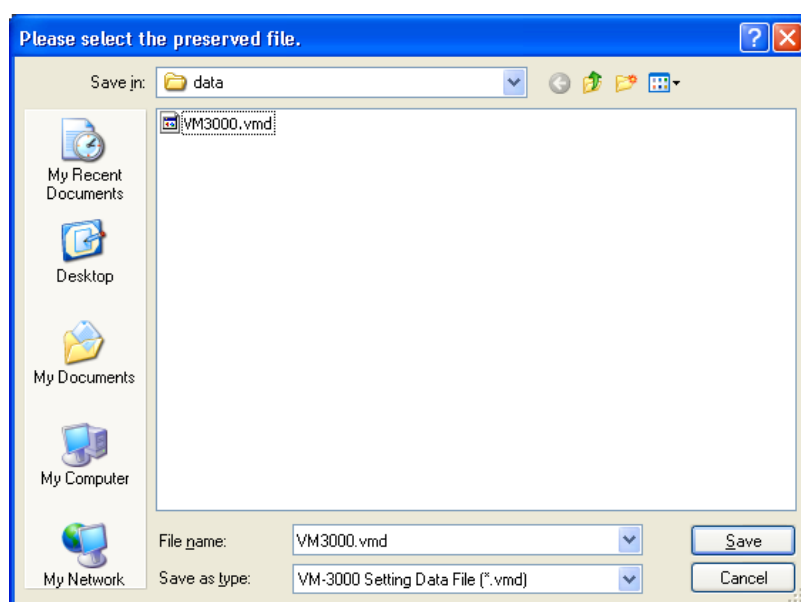 Please select the preserved file.
Save in:
data
VM3000.vmd
My Recent
Documents
Desktop
My Documents
My Computer
My Network
File name:
VM3000.vmd
Save
Save as type:
VM-3000 Setting Data File (*.vmd)
Cancel